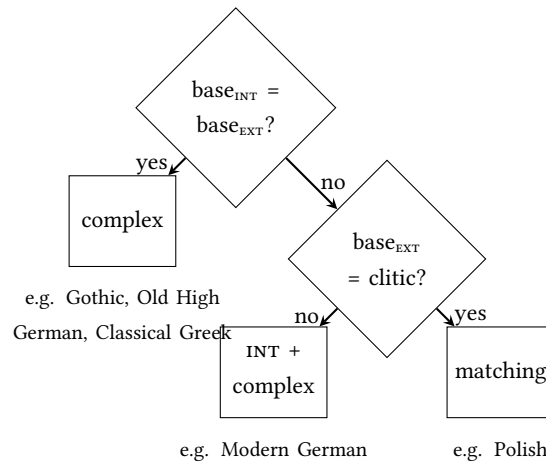 base_INT =
base_EXT?
yes
no
complex
base_EXT
= clitic?
e.g. Gothic, Old High
German, Classical Greek
no
yes
INT +
complex
matching
e.g. Modern German
e.g. Polish